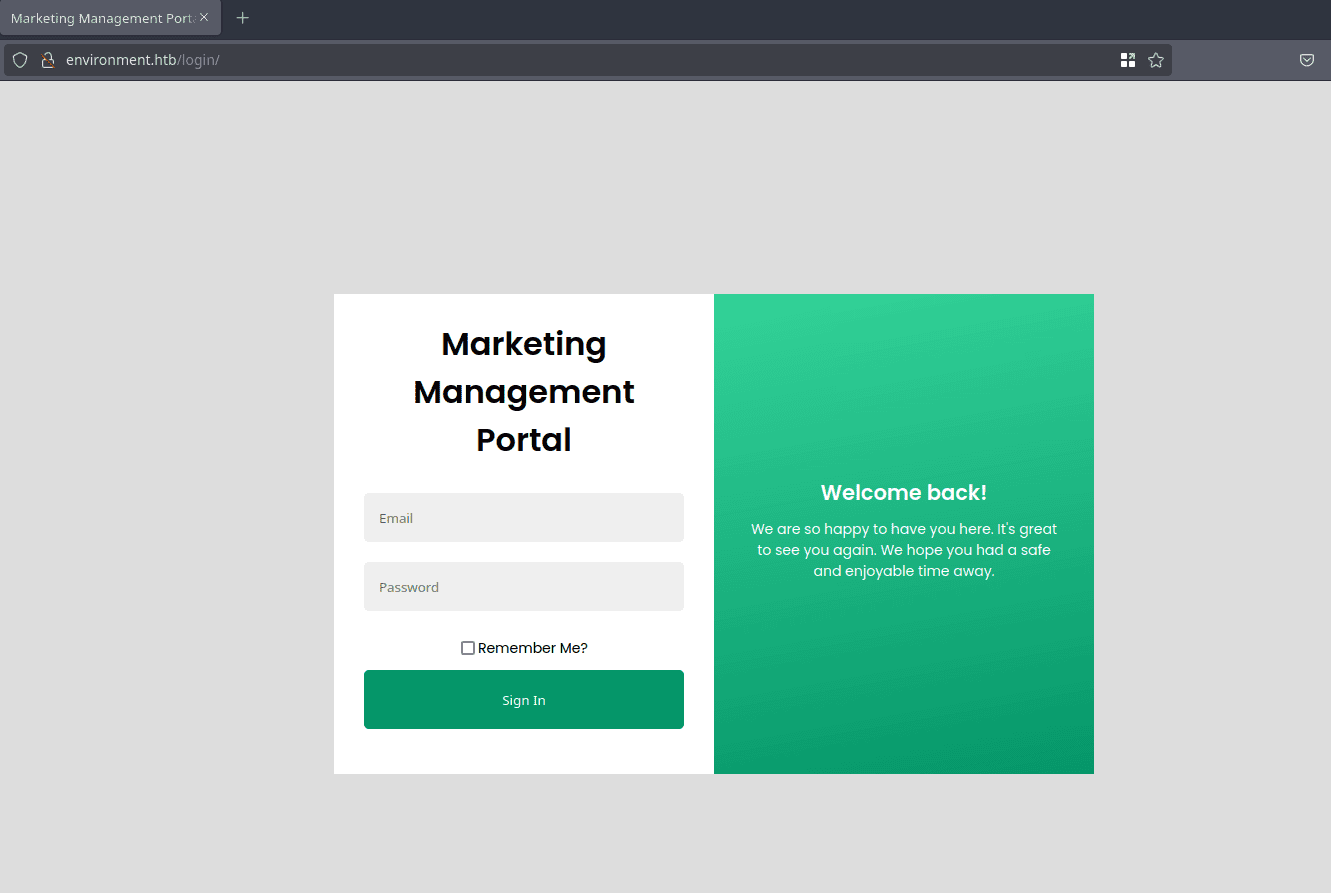 Marketing Management Port
environment.htb/login/
Marketing
Management
Portal
Email
Password
Remember Me?
Sign In
Welcome back!
We are so happy to have you here. It's great
to see you again. We hope you had a safe
and enjoyable time away.